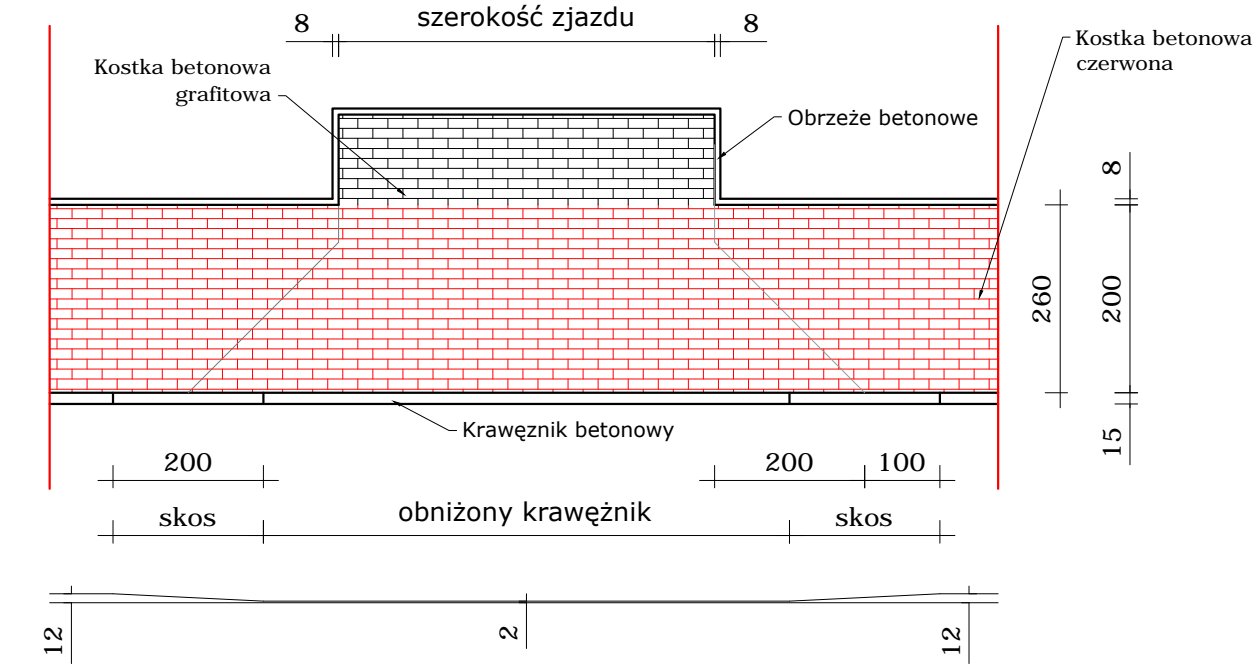 8
szerokość zjazdu
8
Kostka betonowa
grafitowa
Kostka betonowa
czerwona
Obrzeże betonowe
8
260
200
15
Krawęznik betonowy
200
200
100
skos
obniżony krawężnik
skos
12
2
12